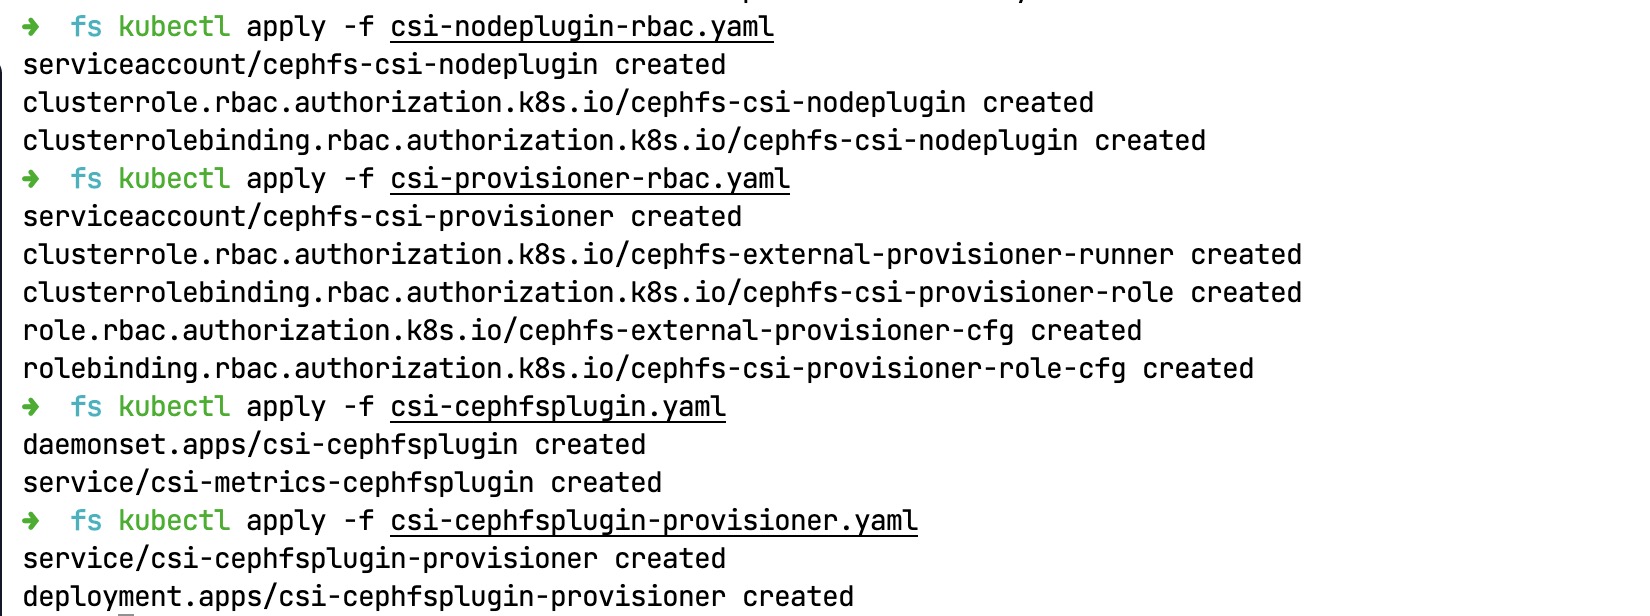 ➜  fs kubectl apply -f csi-nodeplugin-rbac.yaml
serviceaccount/cephfs-csi-nodeplugin created
clusterrole.rbac.authorization.k8s.io/cephfs-csi-nodeplugin created
clusterrolebinding.rbac.authorization.k8s.io/cephfs-csi-nodeplugin created
➜  fs kubectl apply -f csi-provisioner-rbac.yaml
serviceaccount/cephfs-csi-provisioner created
clusterrole.rbac.authorization.k8s.io/cephfs-external-provisioner-runner created
clusterrolebinding.rbac.authorization.k8s.io/cephfs-csi-provisioner-role created
role.rbac.authorization.k8s.io/cephfs-external-provisioner-cfg created
rolebinding.rbac.authorization.k8s.io/cephfs-csi-provisioner-role-cfg created
➜  fs kubectl apply -f csi-cephfsplugin.yaml
daemonset.apps/csi-cephfsplugin created
service/csi-metrics-cephfsplugin created
➜  fs kubectl apply -f csi-cephfsplugin-provisioner.yaml
service/csi-cephfsplugin-provisioner created
deployment.apps/csi-cephfsplugin-provisioner created